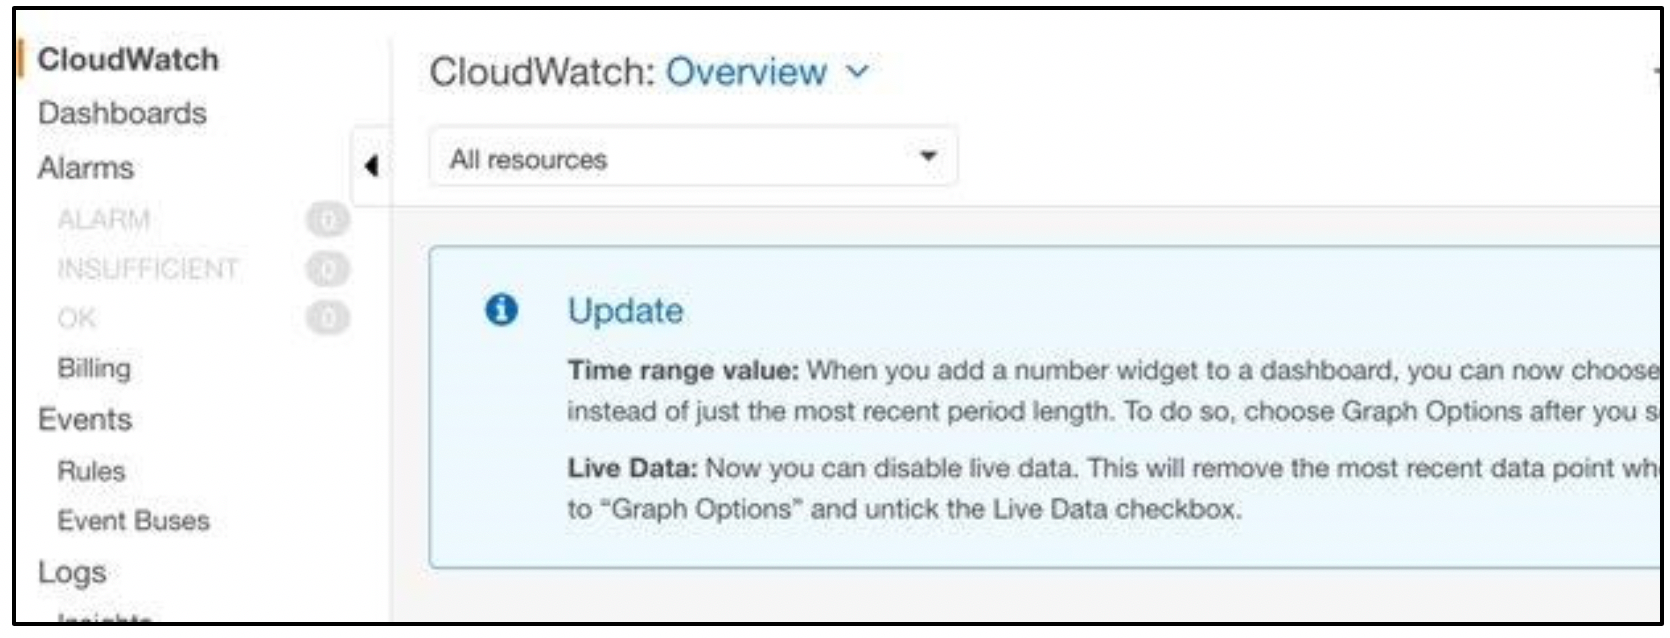 CloudWatch
Dashboards
Alarms
ALARM 0
INSUFFICIENT 0
OK 0
Billing
Events
Rules
Event Buses
Logs
Insights
CloudWatch: Overview
All resources
Update
Time range value: When you add a number widget to a dashboard, you can now choose
instead of just the most recent period length. To do so, choose Graph Options after you s
Live Data: Now you can disable live data. This will remove the most recent data point wh
to “Graph Options” and untick the Live Data checkbox.